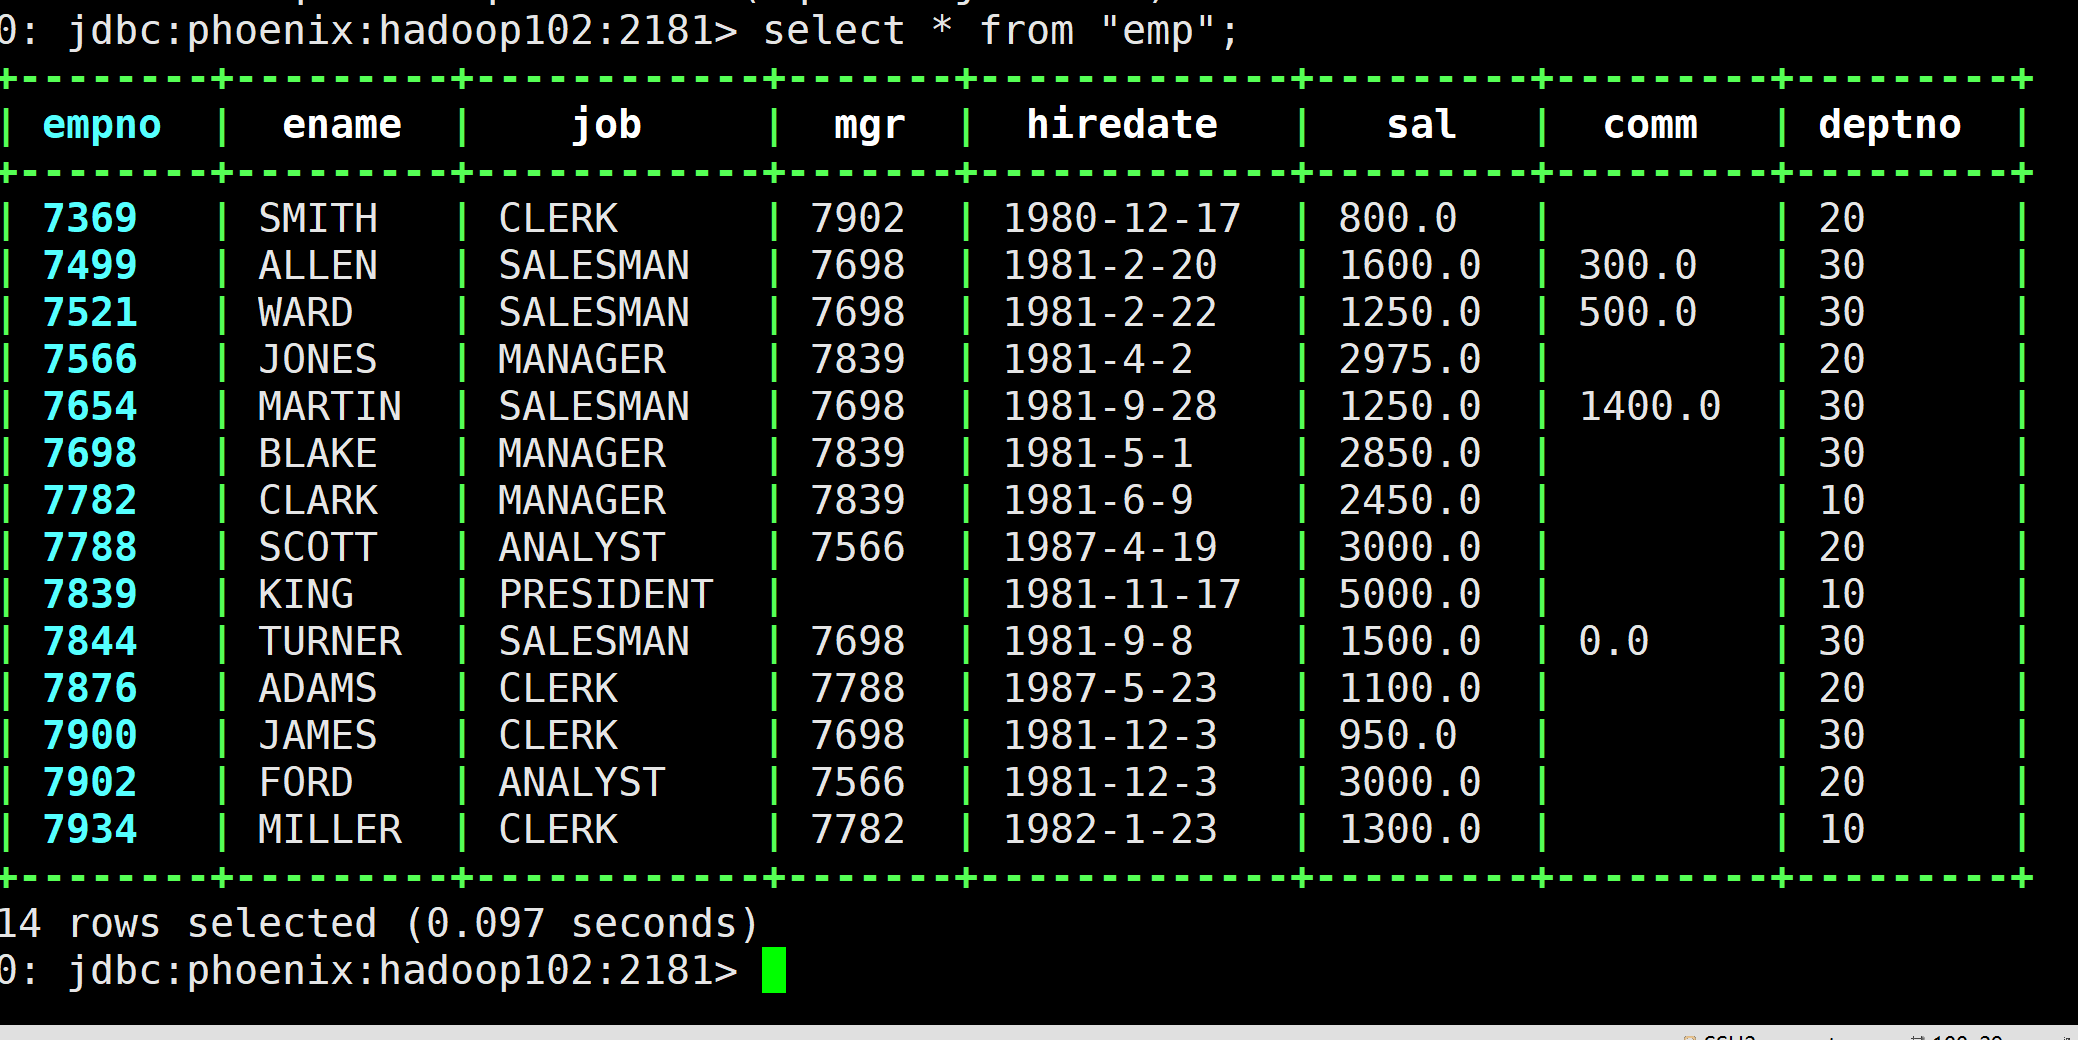 0: jdbc:phoenix:hadoop102:2181> select * from "emp";
+--------+---------+------------+-------+-------------+---------+---------+---------+
| empno  |  ename  |    job     |  mgr  |  hiredate   |   sal   |  comm   | deptno  |
+--------+---------+------------+-------+-------------+---------+---------+---------+
| 7369   | SMITH   | CLERK      | 7902  | 1980-12-17  | 800.0   |         | 20      |
| 7499   | ALLEN   | SALESMAN   | 7698  | 1981-2-20   | 1600.0  | 300.0   | 30      |
| 7521   | WARD    | SALESMAN   | 7698  | 1981-2-22   | 1250.0  | 500.0   | 30      |
| 7566   | JONES   | MANAGER    | 7839  | 1981-4-2    | 2975.0  |         | 20      |
| 7654   | MARTIN  | SALESMAN   | 7698  | 1981-9-28   | 1250.0  | 1400.0  | 30      |
| 7698   | BLAKE   | MANAGER    | 7839  | 1981-5-1    | 2850.0  |         | 30      |
| 7782   | CLARK   | MANAGER    | 7839  | 1981-6-9    | 2450.0  |         | 10      |
| 7788   | SCOTT   | ANALYST    | 7566  | 1987-4-19   | 3000.0  |         | 20      |
| 7839   | KING    | PRESIDENT  |       | 1981-11-17  | 5000.0  |         | 10      |
| 7844   | TURNER  | SALESMAN   | 7698  | 1981-9-8    | 1500.0  | 0.0     | 30      |
| 7876   | ADAMS   | CLERK      | 7788  | 1987-5-23   | 1100.0  |         | 20      |
| 7900   | JAMES   | CLERK      | 7698  | 1981-12-3   | 950.0   |         | 30      |
| 7902   | FORD    | ANALYST    | 7566  | 1981-12-3   | 3000.0  |         | 20      |
| 7934   | MILLER  | CLERK      | 7782  | 1982-1-23   | 1300.0  |         | 10      |
+--------+---------+------------+-------+-------------+---------+---------+---------+
14 rows selected (0.097 seconds)
0: jdbc:phoenix:hadoop102:2181>